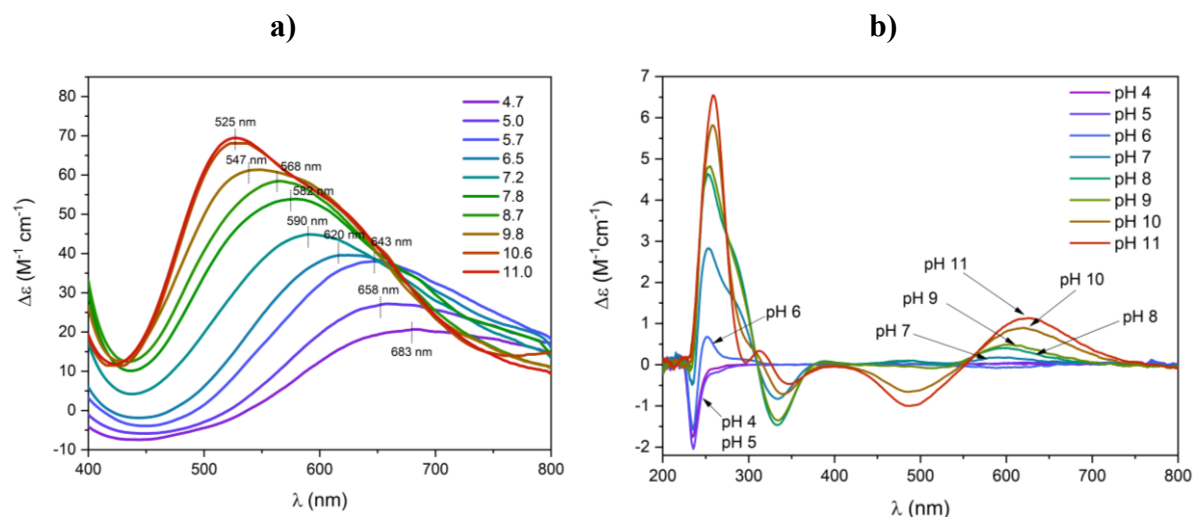 a)
b)
Δε (M⁻¹ cm⁻¹)
80
70
60
50
40
30
20
10
0
-10
400
500
600
700
800
λ (nm)
525 nm
547 nm
568 nm
582 nm
590 nm
620 nm
643 nm
658 nm
683 nm
4.7
5.0
5.7
6.5
7.2
7.8
8.7
9.8
10.6
11.0
Δε (M⁻¹cm⁻¹)
7
6
5
4
3
2
1
0
-1
-2
200
300
400
500
600
700
800
λ (nm)
pH 4
pH 5
pH 6
pH 7
pH 8
pH 9
pH 10
pH 11
pH 6
pH 4
pH 5
pH 11
pH 10
pH 9
pH 8
pH 7